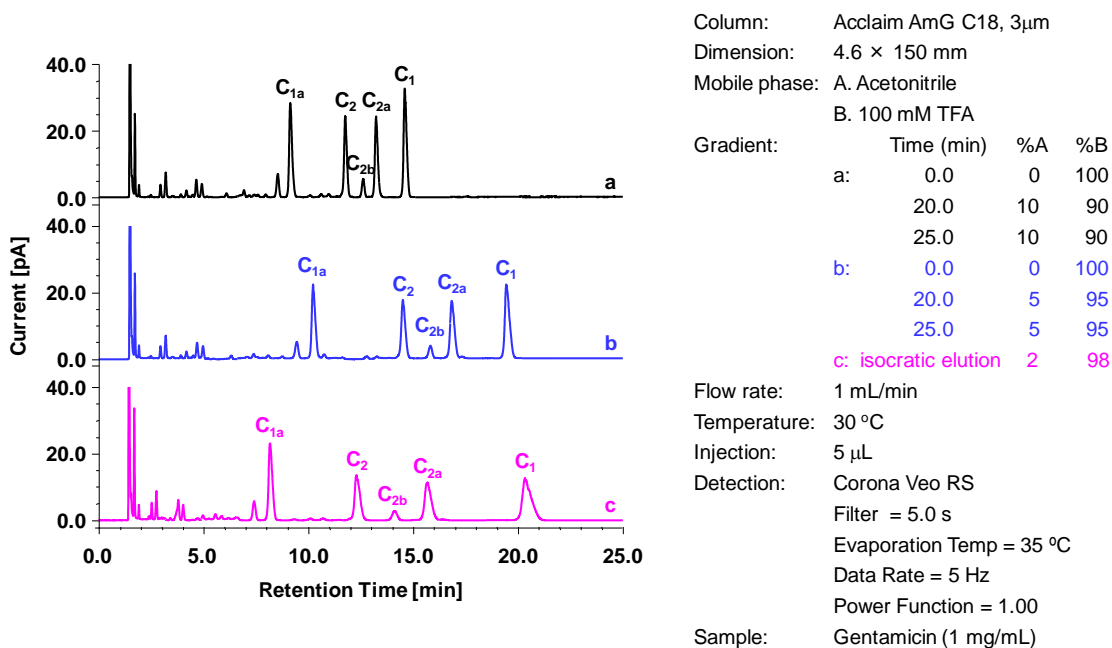 40.0
20.0
0.0
C1a
C2
C2b
C2a
C1
a
40.0
20.0
0.0
C1a
C2
C2b
C2a
C1
b
40.0
20.0
0.0
C1a
C2
C2b
C2a
C1
c
0.0 5.0 10.0 15.0 20.0 25.0
Retention Time [min]
Current [pA]
Column: Acclaim AmG C18, 3μm
Dimension: 4.6 × 150 mm
Mobile phase: A. Acetonitrile
B. 100 mM TFA
Gradient: Time (min) %A %B
a: 0.0 0 100
20.0 10 90
25.0 10 90
b: 0.0 0 100
20.0 5 95
25.0 5 95
c: isocratic elution 2 98
Flow rate: 1 mL/min
Temperature: 30 °C
Injection: 5 μL
Detection: Corona Veo RS
Filter = 5.0 s
Evaporation Temp = 35 ºC
Data Rate = 5 Hz
Power Function = 1.00
Sample: Gentamicin (1 mg/mL)